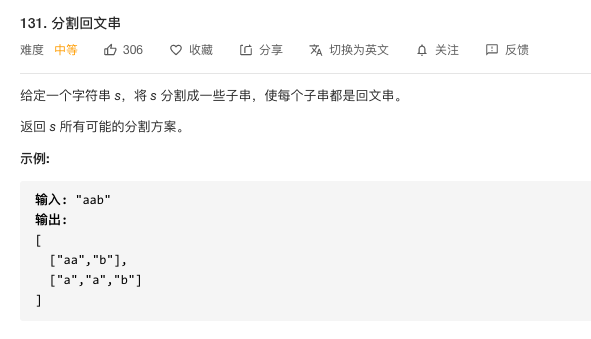 131. 分割回文串
难度 中等 306 收藏 分享 切换为英文 关注 反馈
给定一个字符串 s，将 s 分割成一些子串，使每个子串都是回文串。
返回 s 所有可能的分割方案。
示例:
输入: "aab"
输出:
[
  ["aa","b"],
  ["a","a","b"]
]